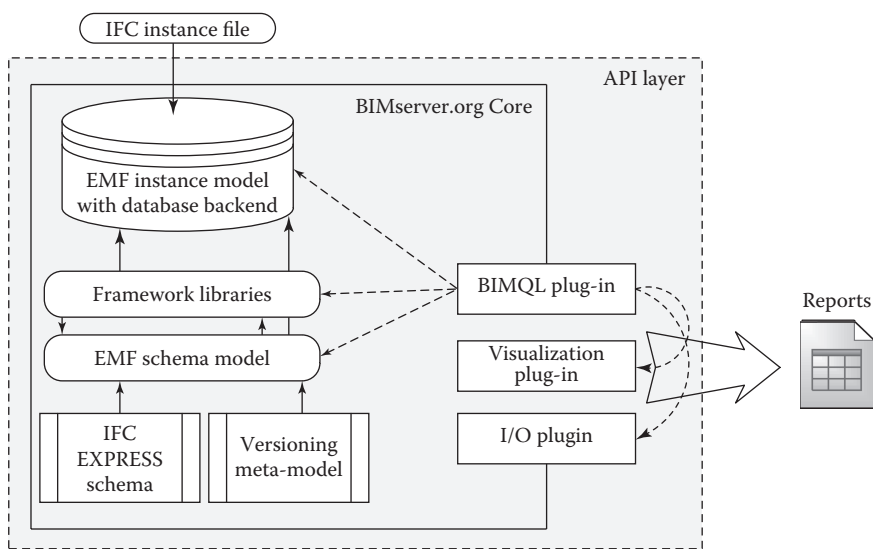 IFC instance file
API layer
BIMserver.org Core
EMF instance model
with database backend
Framework libraries
BIMQL plug-in
Reports
EMF schema model
Visualization
plug-in
IFC
EXPRESS
schema
Versioning
meta-model
I/O plugin